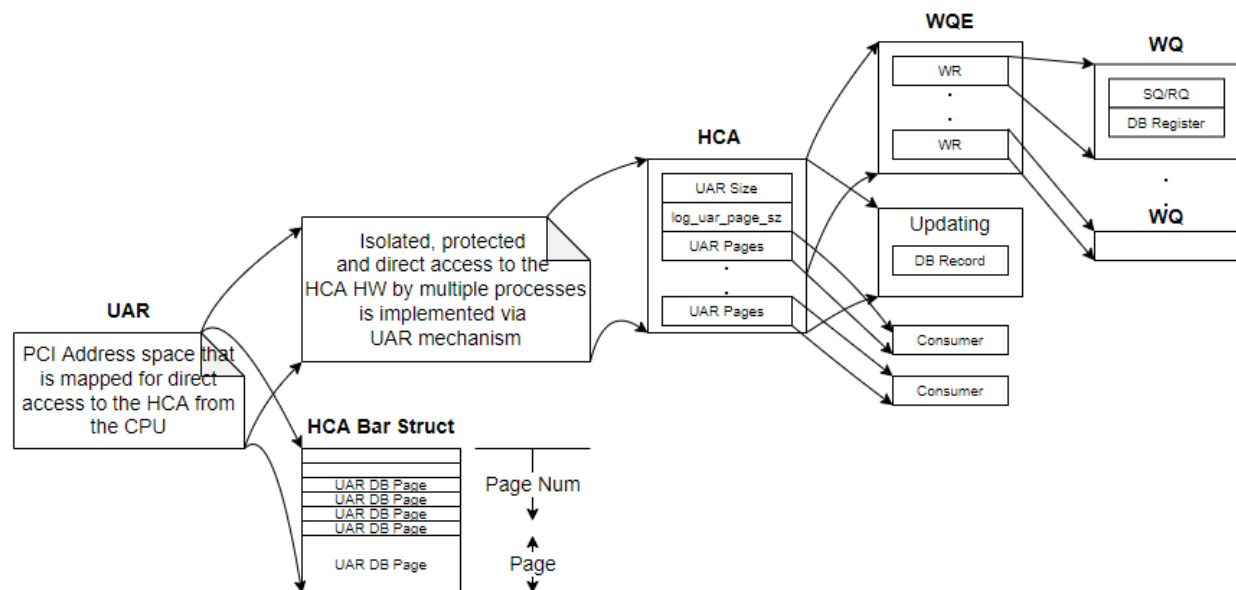 UAR
PCI Address space that
is mapped for direct
access to the HCA from
the CPU
Isolated, protected
and direct access to the
HCA HW by multiple processes
is implemented via
UAR mechanism
HCA Bar Struct
UAR DB Page
UAR DB Page
UAR DB Page
UAR DB Page
UAR DB Page
Page Num
Page
HCA
UAR Size
log_uar_page_sz
UAR Pages
UAR Pages
WQE
WR
WR
Updating
DB Record
Consumer
Consumer
WQ
SQ/RQ
DB Register
WQ